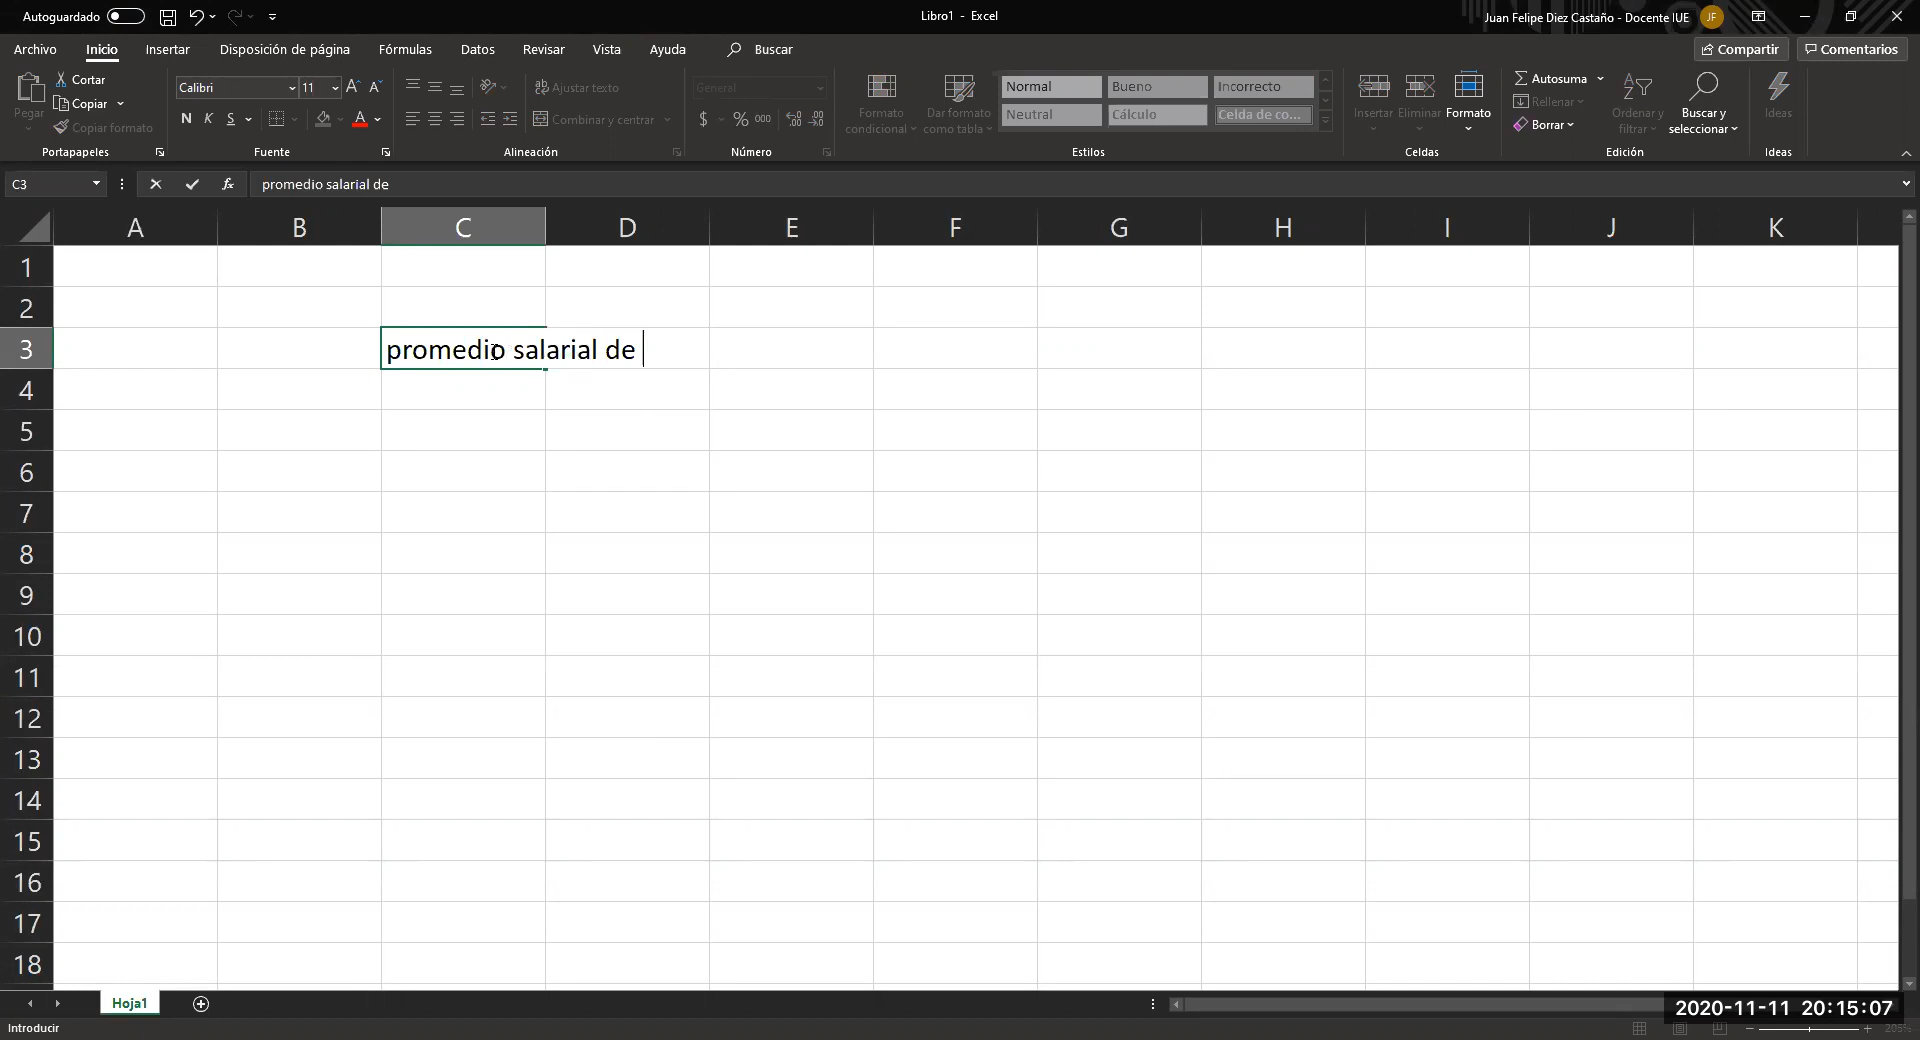 Autoguardado
Libro1 - Excel
Juan Felipe Diez Castaño - Docente IUE
JF
Archivo
Inicio
Insertar
Disposición de página
Fórmulas
Datos
Revisar
Vista
Ayuda
Buscar
Compartir
Comentarios
Pegar
Cortar
Copiar
Copiar formato
Portapapeles
Calibri
11
A A
N K S
A
Fuente
ab Ajustar texto
Combinar y centrar
Alineación
General
$ % 000
Número
Formato condicional
Dar formato como tabla
Normal
Bueno
Incorrecto
Neutral
Cálculo
Celda de co...
Estilos
Insertar
Eliminar
Formato
Celdas
Autosuma
Rellenar
Borrar
Ordenar y filtrar
Buscar y seleccionar
Edición
Ideas
Ideas
C3
fx
promedio salarial de
A B C D E F G H I J K
1
2
3
promedio salarial de
4
5
6
7
8
9
10
11
12
13
14
15
16
17
18
Hoja1
2020-11-11 20:15:07
Introducir
205%